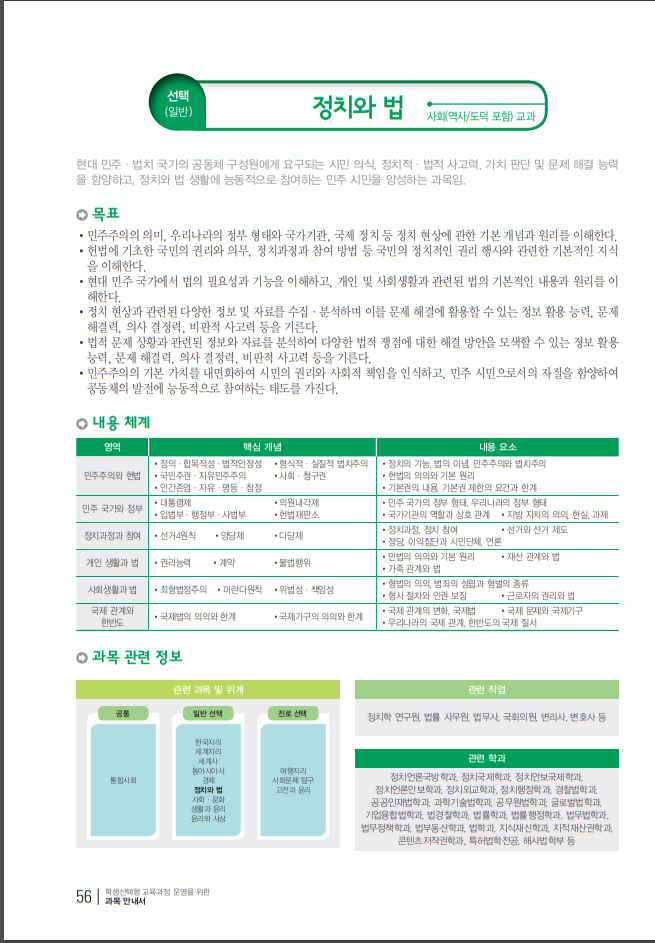 선택
(일반)
정치와 법
사회(역사/도덕 포함) 교과
현대 민주 · 법치 국가의 공동체 구성원에게 요구되는 시민 의식, 정치적 · 법적 사고력, 가치 판단 및 문제 해결 능력
을 함양하고, 정치와 법 생활에 능동적으로 참여하는 민주 시민을 양성하는 과목임.
목표
• 민주주의의 의미, 우리나라의 정부 형태와 국가기관, 국제 정치 등 정치 현상에 관한 기본 개념과 원리를 이해한다.
• 헌법에 기초한 국민의 권리와 의무, 정치과정과 참여 방법 등 국민의 정치적인 권리 행사와 관련한 기본적인 지식
을 이해한다.
• 현대 민주 국가에서 법의 필요성과 기능을 이해하고, 개인 및 사회생활과 관련된 법의 기본적인 내용과 원리를 이
해한다.
• 정치 현상과 관련된 다양한 정보 및 자료를 수집 · 분석하며 이를 문제 해결에 활용할 수 있는 정보 활용 능력, 문제
해결력, 의사 결정력, 비판적 사고력 등을 기른다.
• 법적 문제 상황과 관련된 정보와 자료를 분석하여 다양한 법적 쟁점에 대한 해결 방안을 모색할 수 있는 정보 활용
능력, 문제 해결력, 의사 결정력, 비판적 사고력 등을 기른다.
• 민주주의의 기본 가치를 내면화하여 시민의 권리와 사회적 책임을 인식하고, 민주 시민으로서의 자질을 함양하여
공동체의 발전에 능동적으로 참여하는 태도를 가진다.
내용 체계
영역 핵심 개념 내용 요소
민주주의와 헌법
• 정의 · 합목적성 · 법적안정성 • 형식적 · 실질적 법치주의
• 국민주권 · 자유민주주의 • 사회 · 청구권
• 인간존엄 · 자유 · 평등 · 참정
• 정치의 기능, 법의 이념, 민주주의와 법치주의
• 헌법의 의의와 기본 원리
• 기본권의 내용, 기본권 제한의 요건과 한계
민주 국가와 정부
• 대통령제 • 의원내각제
• 입법부 · 행정부 · 사법부 • 헌법재판소
• 민주 국가의 정부 형태, 우리나라의 정부 형태
• 국가기관의 역할과 상호 관계 • 지방 자치의 의의, 현실, 과제
정치과정과 참여
• 선거4원칙 • 양당제 • 다당제
• 정치과정, 정치 참여 • 선거와 선거 제도
• 정당, 이익집단과 시민단체, 언론
개인 생활과 법
• 권리능력 • 계약 • 불법행위
• 민법의 의의와 기본 원리 • 재산 관계와 법
• 가족 관계와 법
사회생활과 법
• 죄형법정주의 • 미란다원칙 • 위법성 · 책임성
• 형법의 의의, 범죄의 성립과 형벌의 종류
• 형사 절차와 인권 보장 • 근로자의 권리와 법
국제 관계와
한반도
• 국제법의 의의와 한계 • 국제기구의 의의와 한계
• 국제 관계의 변화, 국제법 • 국제 문제와 국제기구
• 우리나라의 국제 관계, 한반도의 국제 질서
과목 관련 정보
관련 과목 및 위계
공통
통합사회
일반 선택
한국지리
세계지리
세계사
동아시아사
경제
정치와 법
사회 · 문화
생활과 윤리
윤리와 사상
진로 선택
여행지리
사회문제 탐구
고전과 윤리
관련 직업
정치학 연구원, 법률 사무원, 법무사, 국회의원, 변리사, 변호사 등
관련 학과
정치언론국방학과, 정치국제학과, 정치안보국제학과,
정치언론안보학과, 정치외교학과, 정치행정학과, 경찰법학과,
공공인재법학과, 과학기술법학과, 공무원법학과, 글로벌법학과,
기업융합법학과, 법경찰학과, 법률학과, 법률행정학과, 법무법학과,
법무정책학과, 법부동산학과, 법학과, 지식재산학과, 지적재산권학과,
콘텐츠저작권학과, 특허법학전공, 해사법학부 등
56
학생선택형 교육과정 운영을 위한
과목 안내서